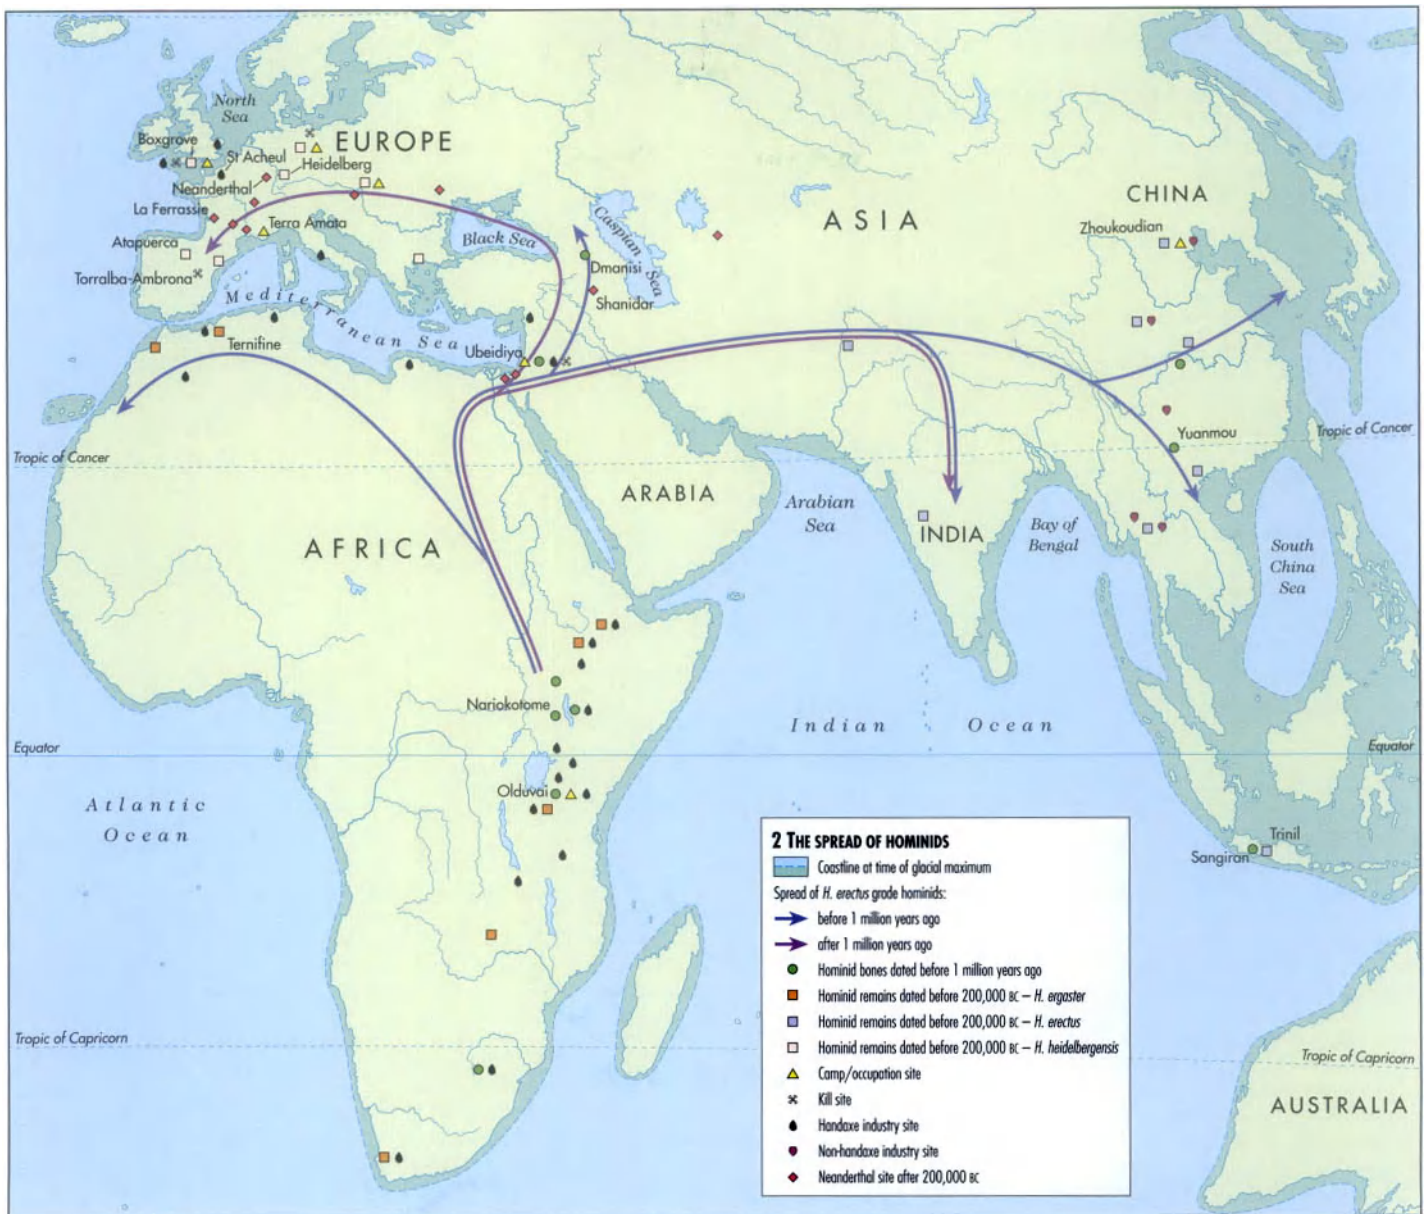 North
Sea
Boxgrove
EUROPE
St Acheul
Heidelberg
Neanderthal
La Ferrassie
Terra Amata
Atapuerca
Torralba-Ambrona
Black Sea
Caspian Sea
Dmanisi
Shanidar
ASIA
CHINA
Zhoukoudian
Mediterranean Sea
Ternifine
Ubeidiya
Yuanmou
Tropic of Cancer
Tropic of Cancer
ARABIA
Arabian
Sea
INDIA
Bay of
Bengal
South
China
Sea
AFRICA
Nariokotome
Indian Ocean
Equator
Equator
Olduvai
Atlantic
Ocean
Trinil
Sangiran
2 THE SPREAD OF HOMINIDS
Coastline at time of glacial maximum
Spread of H. erectus grade hominids:
before 1 million years ago
after 1 million years ago
Hominid bones dated before 1 million years ago
Hominid remains dated before 200,000 BC – H. ergaster
Hominid remains dated before 200,000 BC – H. erectus
Hominid remains dated before 200,000 BC – H. heidelbergensis
Camp/occupation site
Kill site
Handaxe industry site
Non-handaxe industry site
Neanderthal site after 200,000 BC
Tropic of Capricorn
Tropic of Capricorn
AUSTRALIA